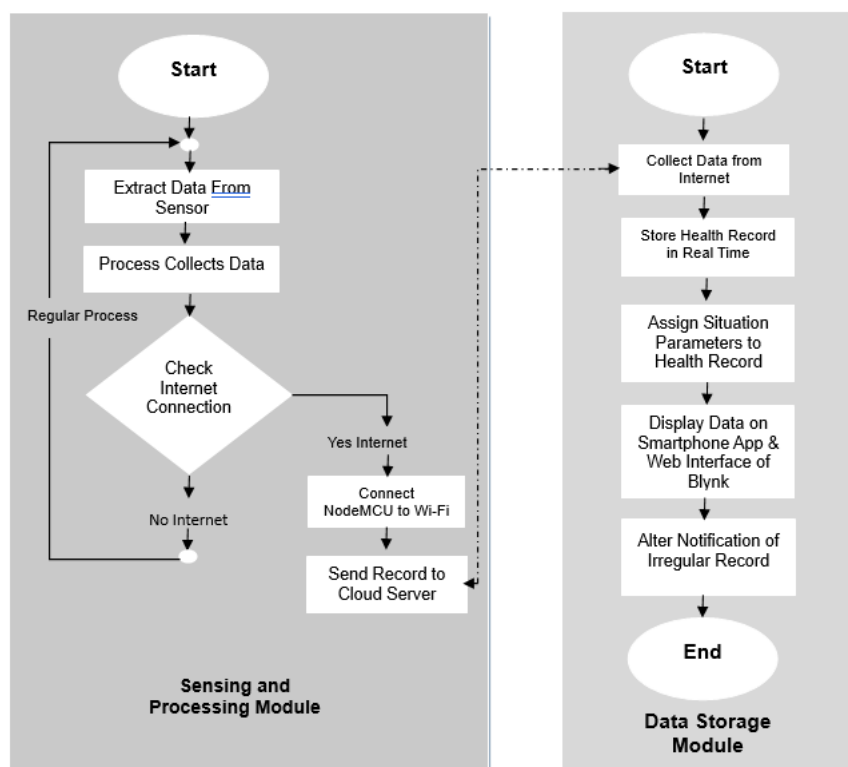 Start
Extract Data From
Sensor
Process Collects Data
Regular Process
Check
Internet
Connection
Yes Internet
No Internet
Connect
NodeMCU to Wi-Fi
Send Record to
Cloud Server
Sensing and
Processing Module
Start
Collect Data from
Internet
Store Health Record
in Real Time
Assign Situation
Parameters to
Health Record
Display Data on
Smartphone App &
Web Interface of
Blynk
Alter Notification of
Irregular Record
End
Data Storage
Module